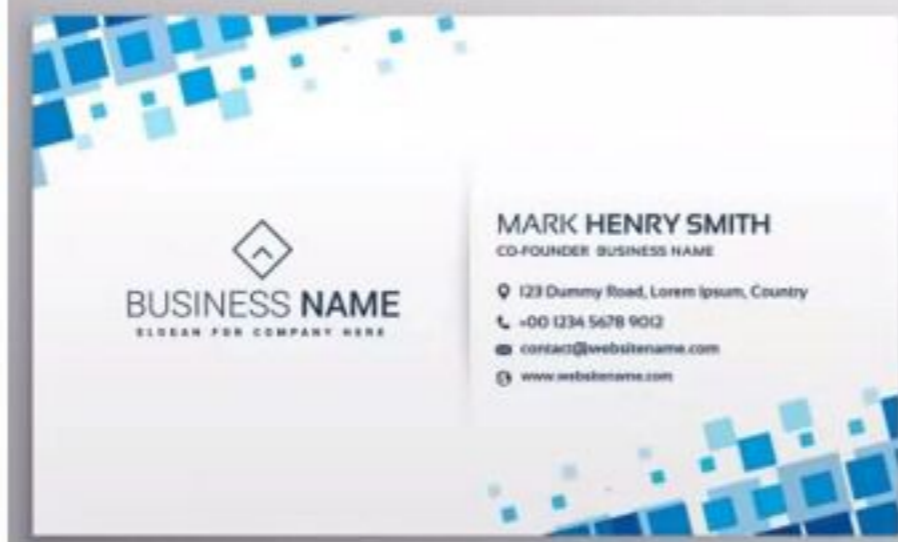 BUSINESS NAME
SLOGAN FOR COMPANY HERE
MARK HENRY SMITH
CO-FOUNDER BUSINESS NAME
123 Dummy Road, Lorem Ipsum, Country
+00 1234 5678 9012
contact@websitename.com
www.websitename.com